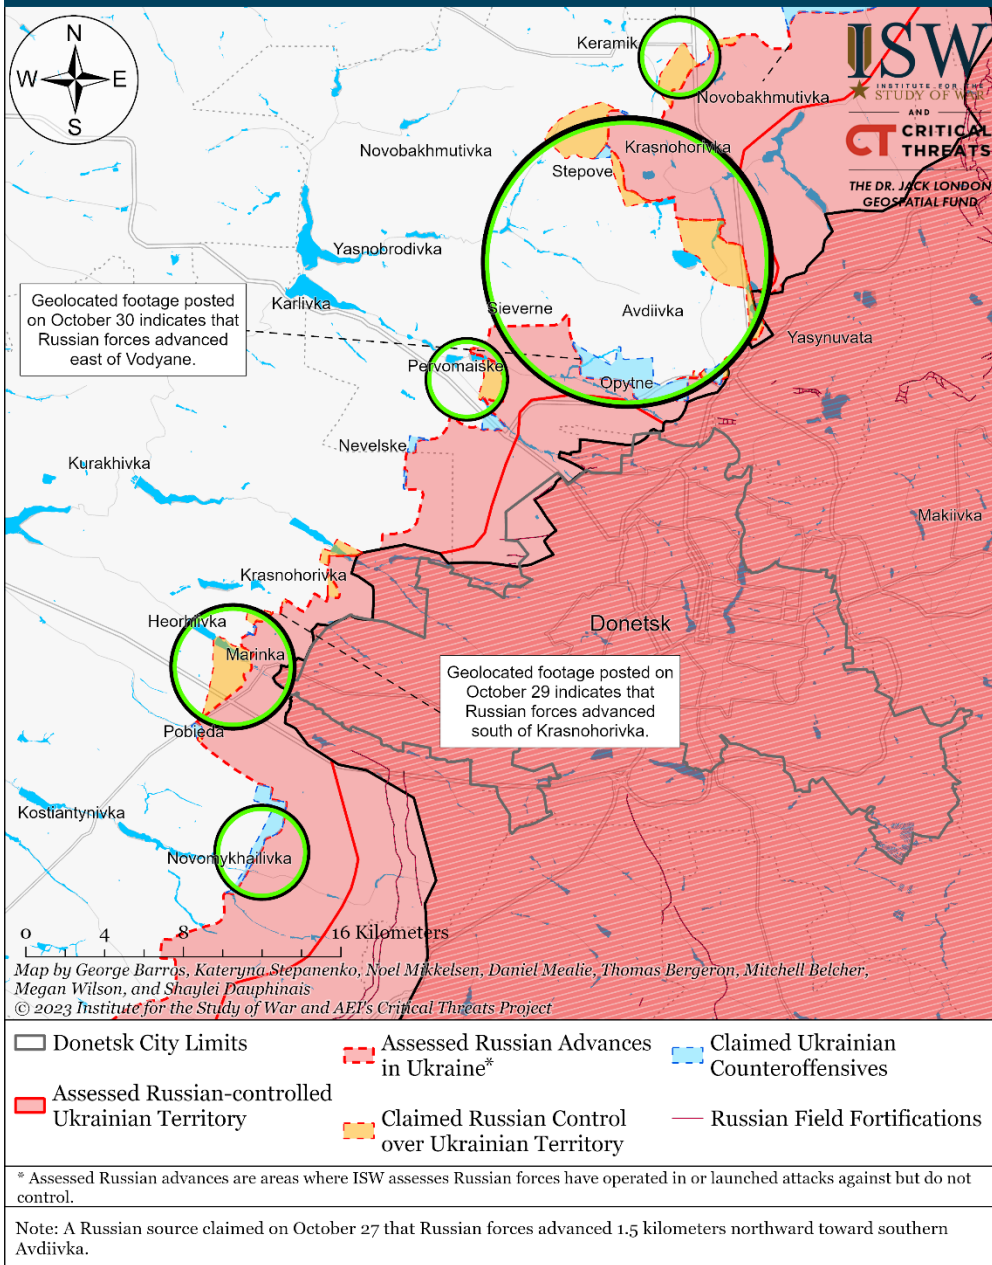 N
W
E
S
Keramik
ISW
INSTITUTE FOR THE
STUDY OF WAR
AND
CT CRITICAL
THREATS
THE DR. JACK LONDON
GEOSPATIAL FUND
Novobakhmutivka
Krasnohorivka
Novobakhmutivka
Stepove
Yasnobrodivka
Karlivka
Sieverne
Avdiivka
Yasynuvata
Geolocated footage posted
on October 30 indicates that
Russian forces advanced
east of Vodyane.
Pervomaiske
Opytne
Nevelske
Kurakhivka
Makiivka
Krasnohorivka
Heorhiivka
Donetsk
Marinka
Geolocated footage posted on
October 29 indicates that
Russian forces advanced
south of Krasnohorivka.
Pobieda
Kostiantynivka
Novomykhailivka
0 4 8 16 Kilometers
Map by George Barros, Kateryna Stepanenko, Noel Mikkelsen, Daniel Mealie, Thomas Bergeron, Mitchell Belcher,
Megan Wilson, and Shaylei Dauphinais
© 2023 Institute for the Study of War and AEI's Critical Threats Project
Donetsk City Limits
Assessed Russian-controlled
Ukrainian Territory
Assessed Russian Advances
in Ukraine*
Claimed Russian Control
over Ukrainian Territory
Claimed Ukrainian
Counteroffensives
Russian Field Fortifications
* Assessed Russian advances are areas where ISW assesses Russian forces have operated in or launched attacks against but do not
control.
Note: A Russian source claimed on October 27 that Russian forces advanced 1.5 kilometers northward toward southern
Avdiivka.